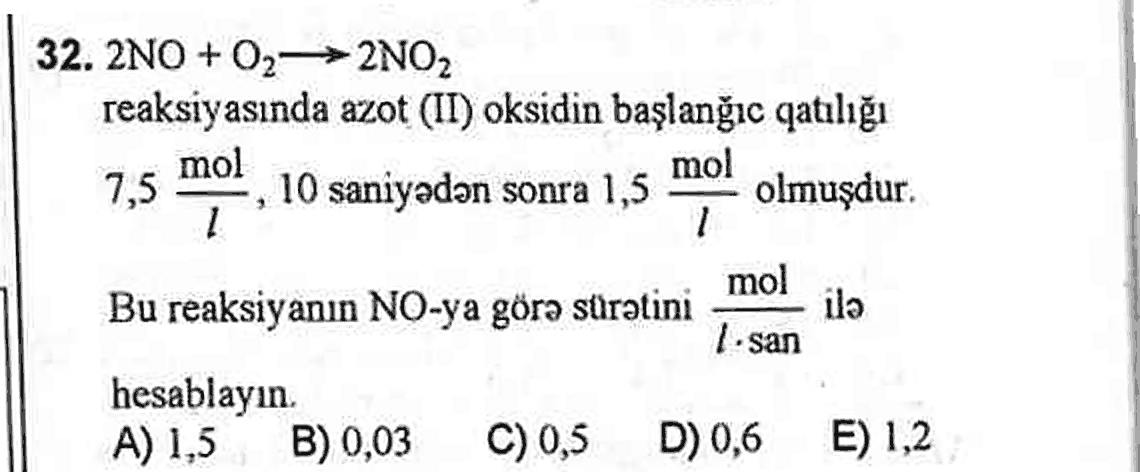 32. 2NO + O₂ ⟶ 2NO₂
reaksiyasında azot (II) oksidin başlanğıc qatılığı
7,5 mol/l, 10 saniyədən sonra 1,5 mol/l olmuşdur.
Bu reaksiyanın NO-ya görə sürətini mol/l·san ilə
hesablayın.
A) 1,5 B) 0,03 C) 0,5 D) 0,6 E) 1,2